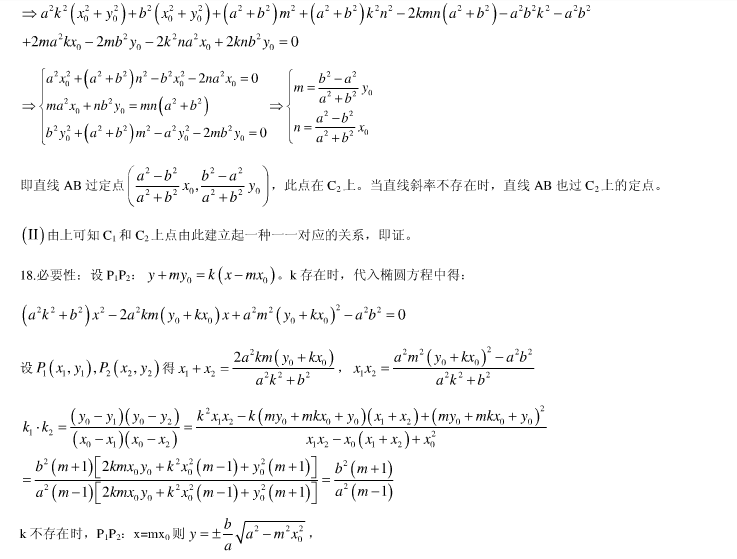 ⇒ a²k²(x₀² + y₀²) + b²(x₀² + y₀²) + (a² + b²)m² + (a² + b²)k²n² − 2kmn(a² + b²) − a²b²k² − a²b²
+2ma²kx₀ − 2mb²y₀ − 2k²na²x₀ + 2knb²y₀ = 0
⇒ { a²x₀² + (a² + b²)n² − b²x₀² − 2na²x₀ = 0
ma²x₀ + nb²y₀ = mn(a² + b²)
b²y₀² + (a² + b²)m² − a²y₀² − 2mb²y₀ = 0
⇒ { m = (b² − a²)/(a² + b²) y₀
n = (a² − b²)/(a² + b²) x₀
即直线 AB 过定点 ((a² − b²)/(a² + b²) x₀, (b² − a²)/(a² + b²) y₀)，此点在 C₂上。当直线斜率不存在时，直线 AB 也过 C₂上的定点。
(II) 由上可知 C₁ 和 C₂上点由此建立起一种一一对应的关系，即证。
18.必要性：设 P₁P₂： y + my₀ = k(x − mx₀)。k 存在时，代入椭圆方程中得：
(a²k² + b²)x² − 2a²km(y₀ + kx₀)x + a²m²(y₀ + kx₀)² − a²b² = 0
设 P₁(x₁, y₁), P₂(x₂, y₂) 得 x₁ + x₂ = 2a²km(y₀ + kx₀)/(a²k² + b²)， x₁x₂ = (a²m²(y₀ + kx₀)² − a²b²)/(a²k² + b²)
k₁·k₂ = (y₀ − y₁)(y₀ − y₂)/((x₀ − x₁)(x₀ − x₂)) = (k²x₁x₂ − k(my₀ + mkx₀ + y₀)(x₁ + x₂) + (my₀ + mkx₀ + y₀)²)/(x₁x₂ − x₀(x₁ + x₂) + x₀²)
= b²(m+1)[2kmx₀y₀ + k²x₀²(m−1) + y₀²(m+1)]/(a²(m−1)[2kmx₀y₀ + k²x₀²(m−1) + y₀²(m+1)]) = b²(m+1)/(a²(m−1))
k 不存在时，P₁P₂：x=mx₀ 则 y = ± b/a √(a² − m²x₀²)，